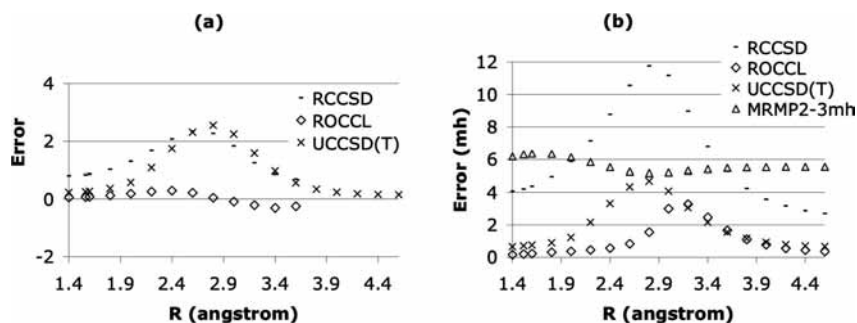 (a)
4
2
0
-2
Error
RCCSD
ROCCL
UCCSD(T)
1.4 1.9 2.4 2.9 3.4 3.9 4.4
R (angstrom)
(b)
12
10
8
6
4
2
0
Error (mh)
RCCSD
ROCCL
UCCSD(T)
MRMP2-3mh
1.4 1.9 2.4 2.9 3.4 3.9 4.4
R (angstrom)